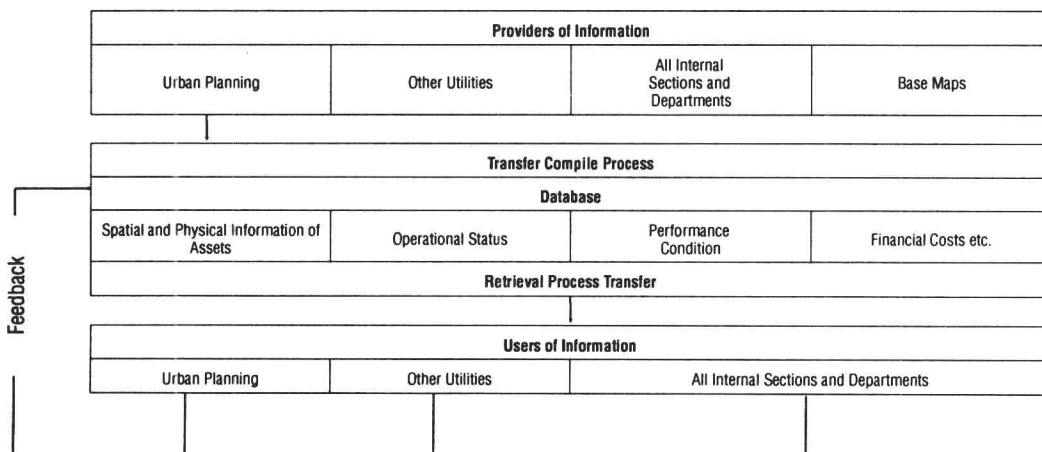 Providers of Information
Urban Planning
Other Utilities
All Internal
Sections and
Departments
Base Maps
Transfer Compile Process
Database
Spatial and Physical Information of
Assets
Operational Status
Performance
Condition
Financial Costs etc.
Retrieval Process Transfer
Feedback
Users of Information
Urban Planning
Other Utilities
All Internal Sections and Departments